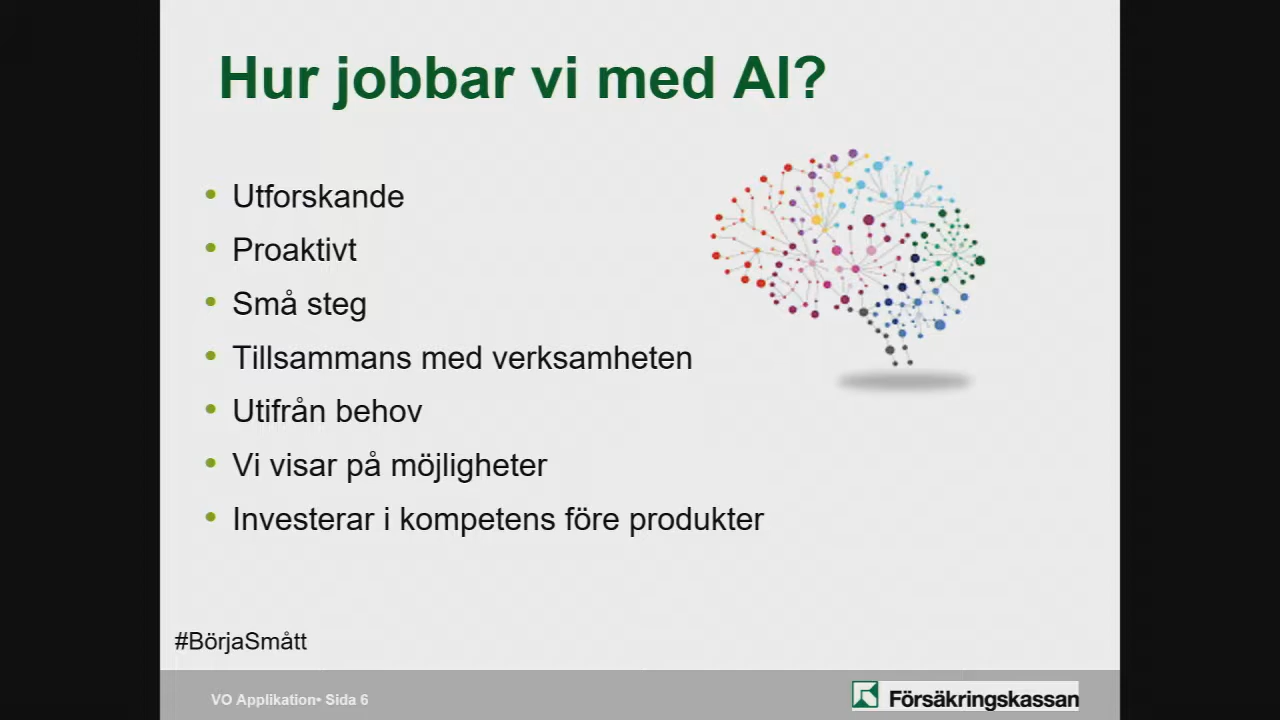 Hur jobbar vi med AI?
• Utforskande
• Proaktivt
• Små steg
• Tillsammans med verksamheten
• Utifrån behov
• Vi visar på möjligheter
• Investerar i kompetens före produkter
#BörjaSmått
VO Applikation• Sida 6
Försäkringskassan